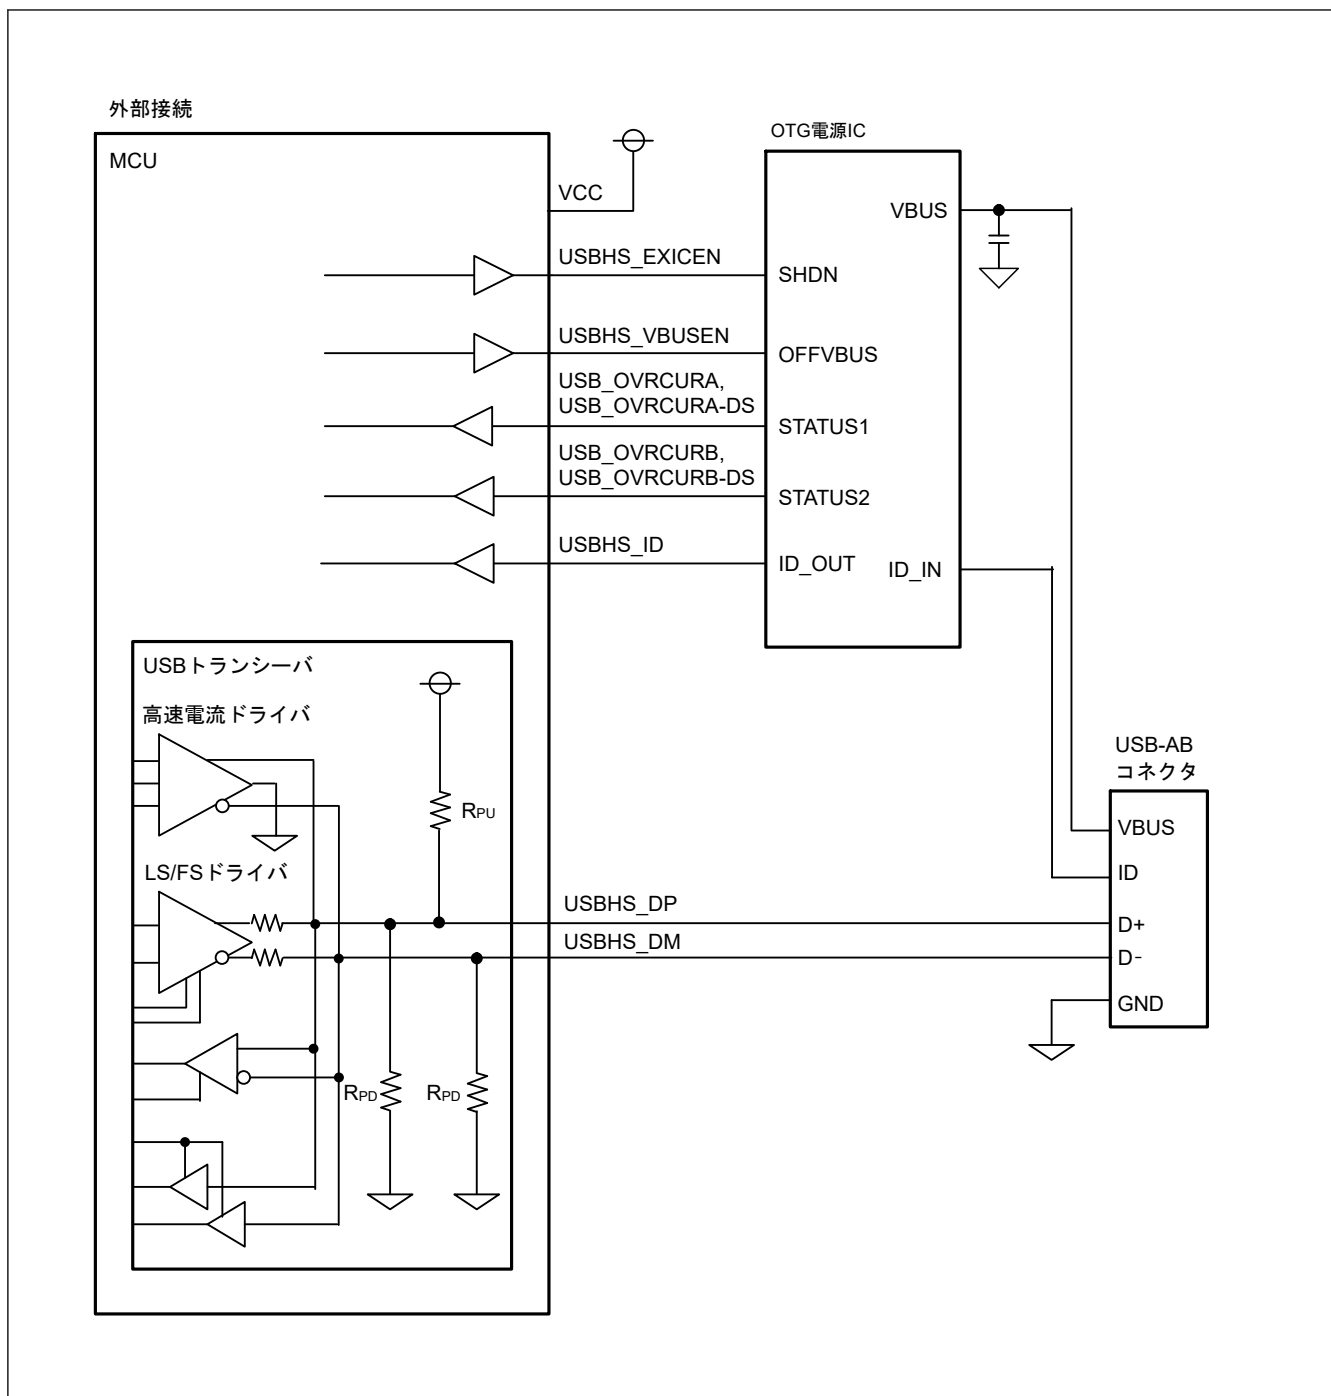 外部接続
MCU
VCC
USBHS_EXICEN
USBHS_VBUSEN
USB_OVRCURA,
USB_OVRCURA-DS
USB_OVRCURB,
USB_OVRCURB-DS
USBHS_ID
OTG電源IC
VBUS
SHDN
OFFVBUS
STATUS1
STATUS2
ID_OUT
ID_IN
USBトランシーバ
高速電流ドライバ
RPU
LS/FSドライバ
USBHS_DP
USBHS_DM
RPD
RPD
USB-AB
コネクタ
VBUS
ID
D+
D-
GND